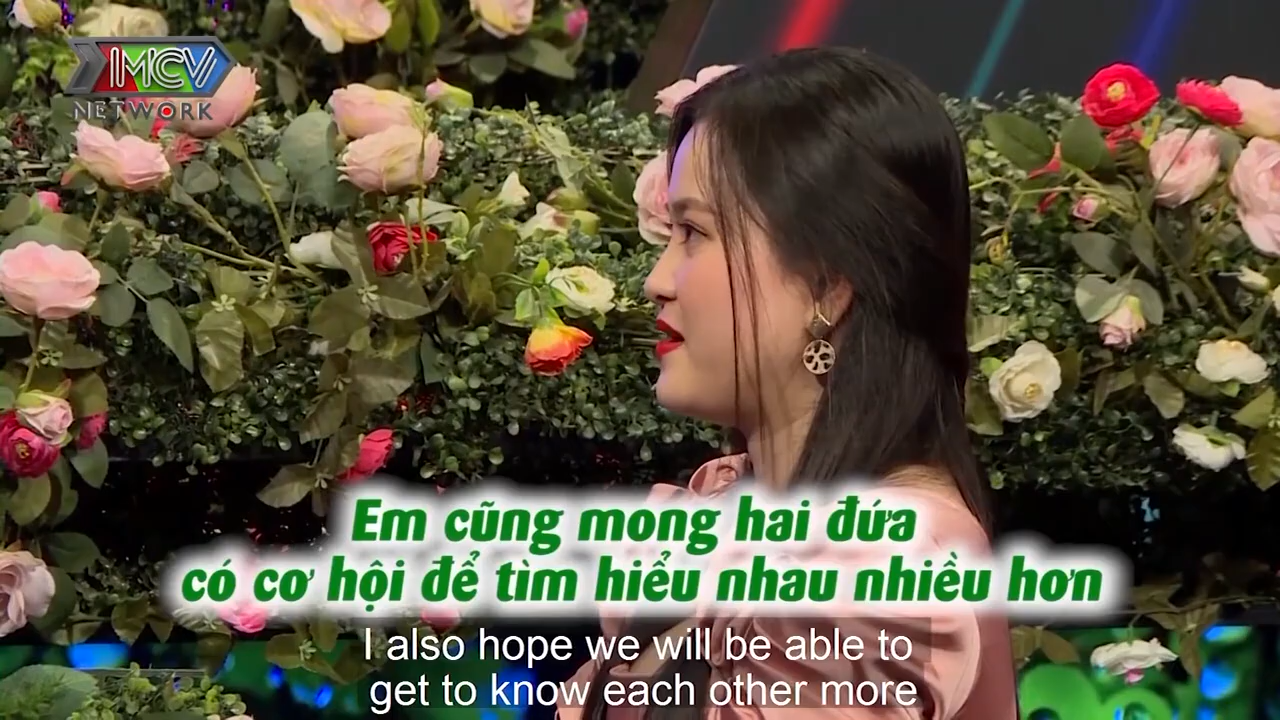 MCV
NETWORK
Em cũng mong hai đứa
có cơ hội để tìm hiểu nhau nhiều hơn
I also hope we will be able to
get to know each other more